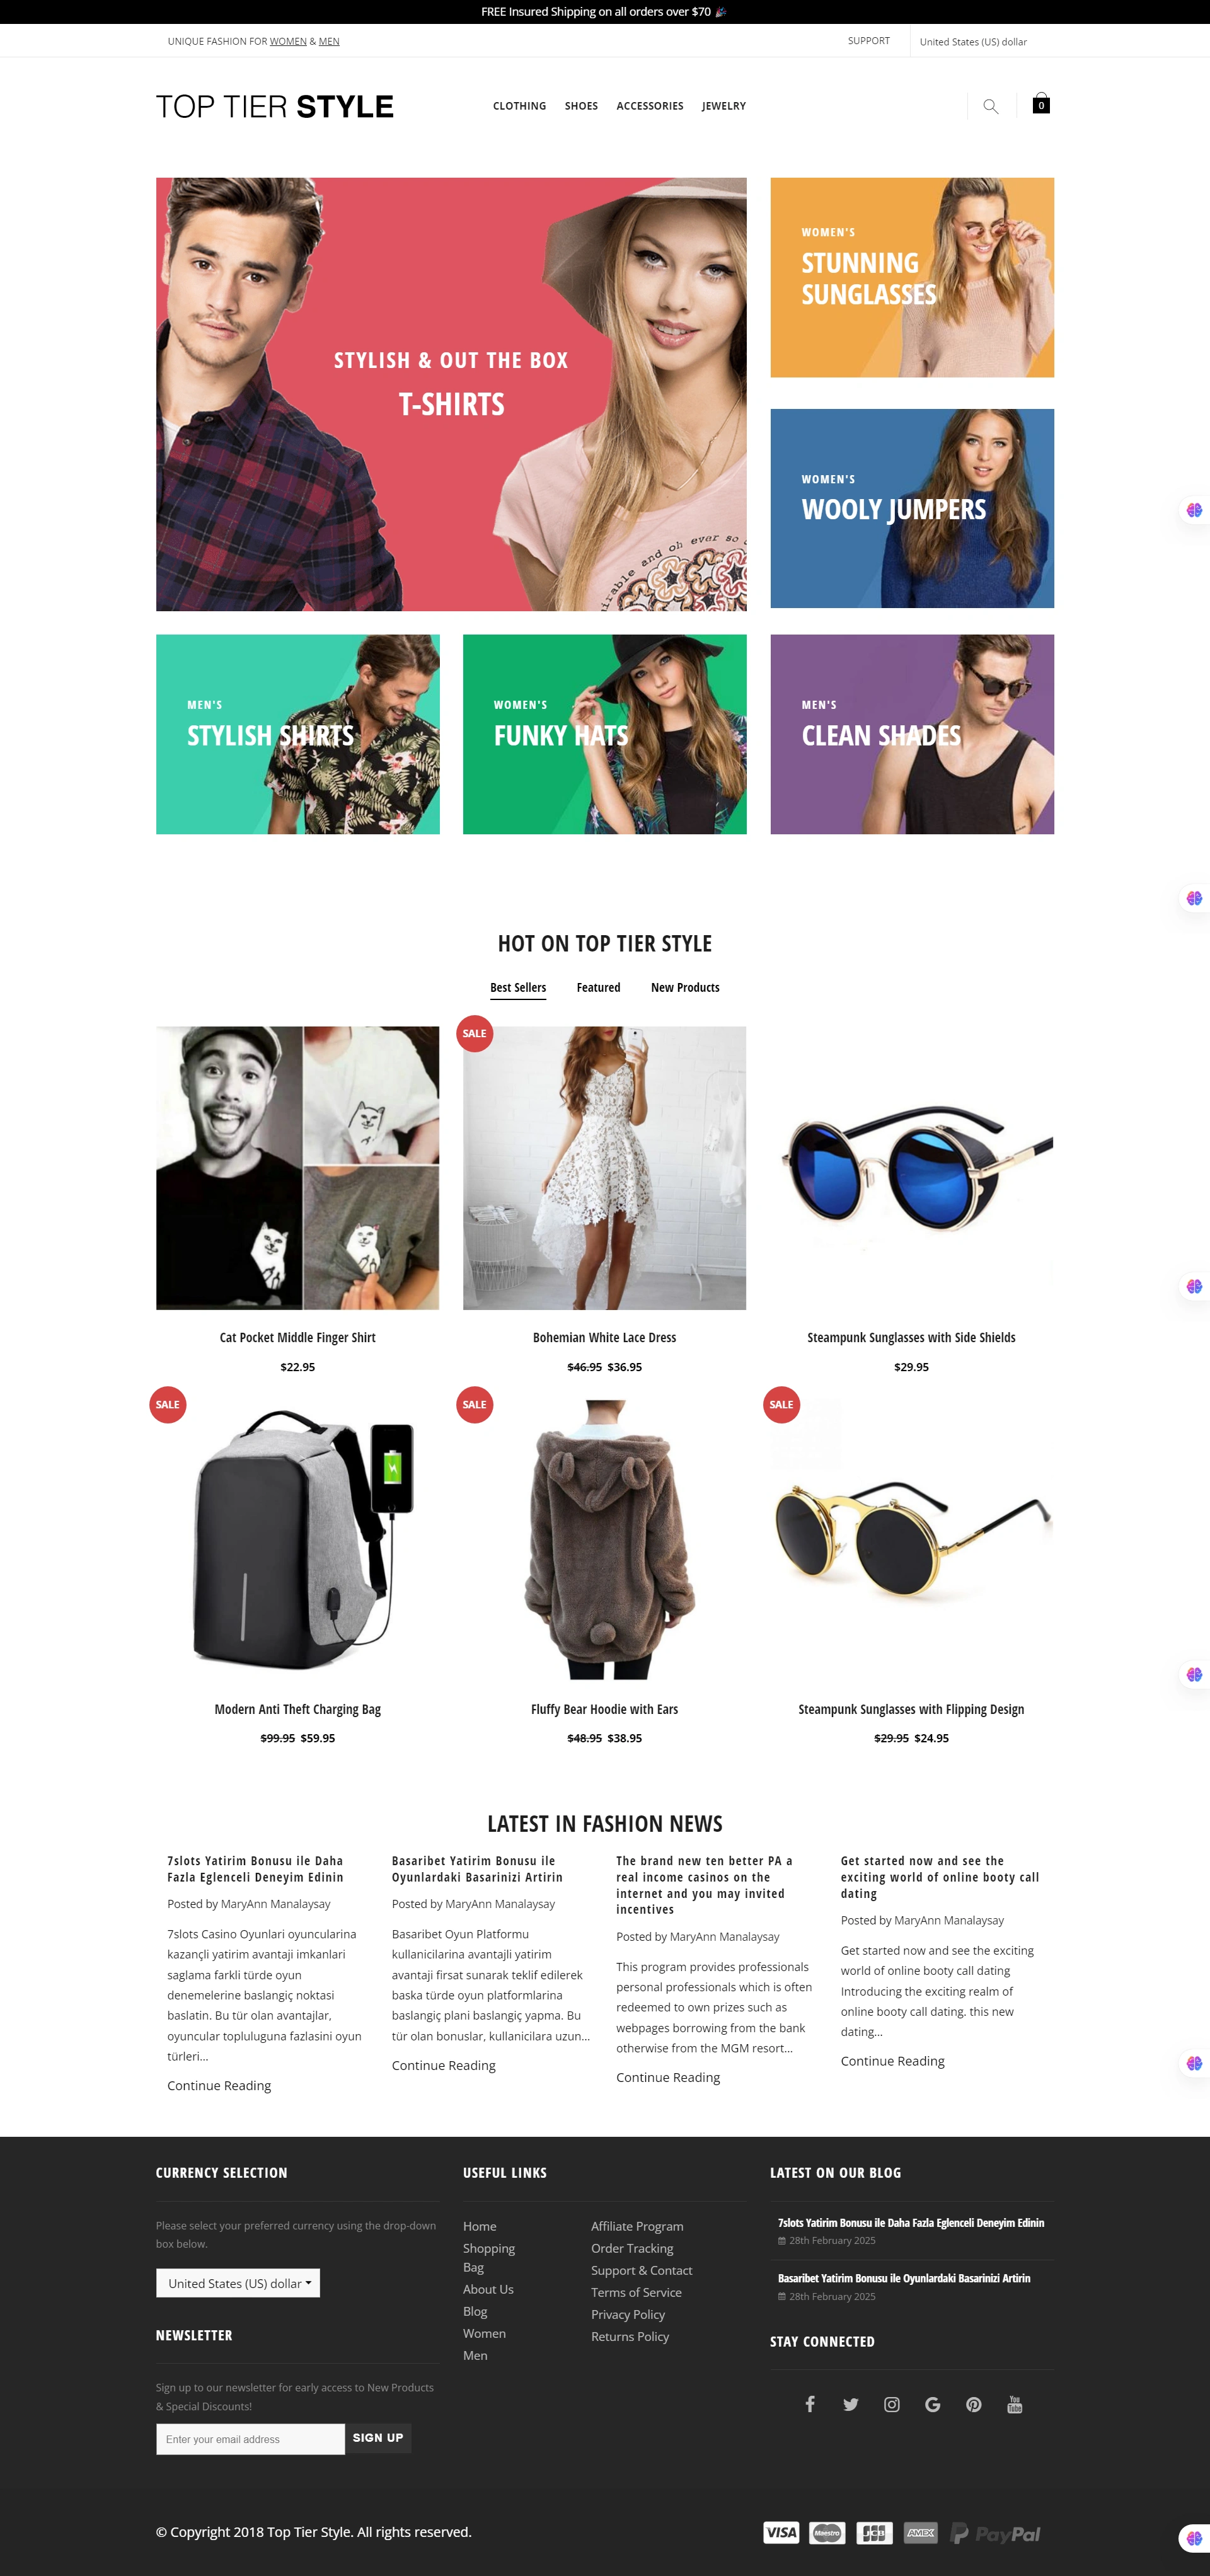 FREE Insured Shipping on all orders over $70 🎉
UNIQUE FASHION FOR WOMEN & MEN
SUPPORT
United States (US) dollar
TOP TIER STYLE
CLOTHING
SHOES
ACCESSORIES
JEWELRY
0
STYLISH & OUT THE BOX
T-SHIRTS
irable and oh ever so
WOMEN'S
STUNNING
SUNGLASSES
WOMEN'S
WOOLY JUMPERS
MEN'S
STYLISH SHIRTS
WOMEN'S
FUNKY HATS
MEN'S
CLEAN SHADES
HOT ON TOP TIER STYLE
Best Sellers
Featured
New Products
SALE
Cat Pocket Middle Finger Shirt
$22.95
Bohemian White Lace Dress
$46.95 $36.95
Steampunk Sunglasses with Side Shields
$29.95
SALE
SALE
SALE
Modern Anti Theft Charging Bag
$99.95 $59.95
Fluffy Bear Hoodie with Ears
$48.95 $38.95
Steampunk Sunglasses with Flipping Design
$29.95 $24.95
LATEST IN FASHION NEWS
7slots Yatirim Bonusu ile Daha
Fazla Eglenceli Deneyim Edinin
Posted by MaryAnn Manalaysay
7slots Casino Oyunlari oyuncularina
kazançli yatirim avantaji imkanlari
saglama farkli türde oyun
denemelerine baslangiç noktasi
baslatin. Bu tür olan avantajlar,
oyuncular topluluguna fazlasini oyun
türleri...
Continue Reading
Basaribet Yatirim Bonusu ile
Oyunlardaki Basarinizi Artirin
Posted by MaryAnn Manalaysay
Basaribet Oyun Platformu
kullanicilarina avantajli yatirim
avantaji firsat sunarak teklif edilerek
baska türde oyun platformlarina
baslangiç plani baslangiç yapma. Bu
tür olan bonuslar, kullanicilara uzun...
Continue Reading
The brand new ten better PA a
real income casinos on the
internet and you may invited
incentives
Posted by MaryAnn Manalaysay
This program provides professionals
personal professionals which is often
redeemed to own prizes such as
webpages borrowing from the bank
otherwise from the MGM resort...
Continue Reading
Get started now and see the
exciting world of online booty call
dating
Posted by MaryAnn Manalaysay
Get started now and see the exciting
world of online booty call dating
Introducing the exciting realm of
online booty call dating. this new
dating...
Continue Reading
CURRENCY SELECTION
Please select your preferred currency using the drop-down
box below.
United States (US) dollar
NEWSLETTER
Sign up to our newsletter for early access to New Products
& Special Discounts!
Enter your email address
SIGN UP
USEFUL LINKS
Home
Shopping
Bag
About Us
Blog
Women
Men
Affiliate Program
Order Tracking
Support & Contact
Terms of Service
Privacy Policy
Returns Policy
LATEST ON OUR BLOG
7slots Yatirim Bonusu ile Daha Fazla Eglenceli Deneyim Edinin
28th February 2025
Basaribet Yatirim Bonusu ile Oyunlardaki Basarinizi Artirin
28th February 2025
STAY CONNECTED
You
Tube
© Copyright 2018 Top Tier Style. All rights reserved.
VISA
Maestro
JCB
AMEX
PayPal